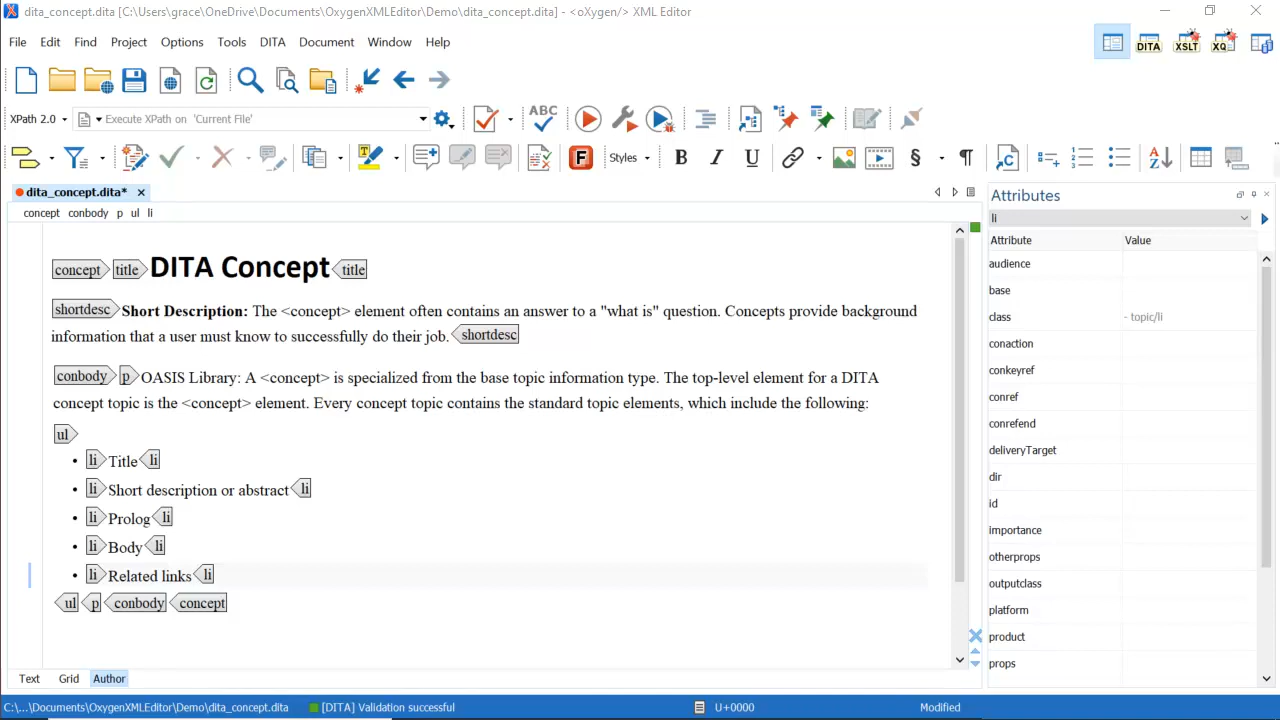 dita_concept.dita [C:\Users\grace\OneDrive\Documents\OxygenXMLEditor\Demo\dita_concept.dita] - <oXygen/> XML Editor
File Edit Find Project Options Tools DITA Document Window Help
DITA XSLT XQ
XPath 2.0 Execute XPath on 'Current File' ABC
T F Styles B I U § ¶ C A Z
dita_concept.dita* Attributes
concept conbody p ul li
li
Attribute Value
concept title DITA Concept title
shortdesc Short Description: The <concept> element often contains an answer to a "what is" question. Concepts provide background
information that a user must know to successfully do their job. shortdesc
conbody p OASIS Library: A <concept> is specialized from the base topic information type. The top-level element for a DITA
concept topic is the <concept> element. Every concept topic contains the standard topic elements, which include the following:
ul
• li Title li
• li Short description or abstract li
• li Prolog li
• li Body li
• li Related links li
ul p conbody concept
audience
base
class - topic/li
conaction
conkeyref
conref
conrefend
deliveryTarget
dir
id
importance
otherprops
outputclass
platform
product
props
Text Grid Author
C:\...\Documents\OxygenXMLEditor\Demo\dita_concept.dita [DITA] Validation successful U+0000 Modified